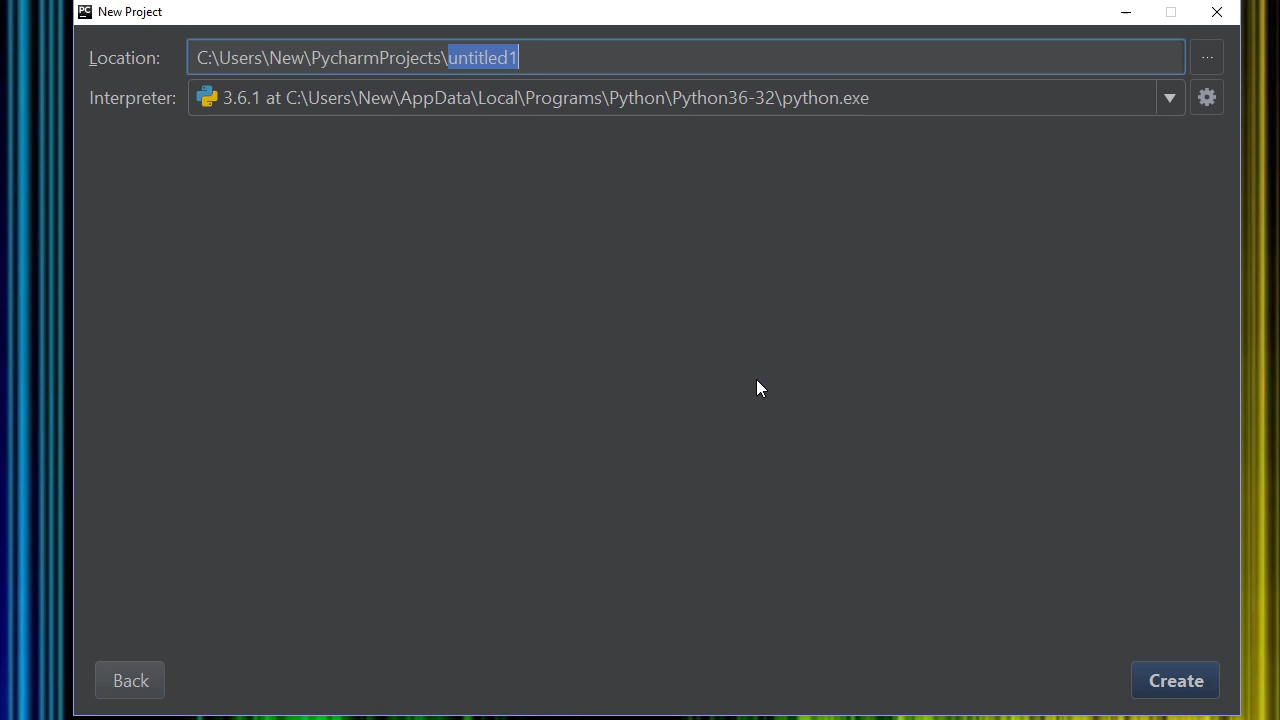 PC New Project
Location: C:\Users\New\PycharmProjects\untitled1 ...
Interpreter: 3.6.1 at C:\Users\New\AppData\Local\Programs\Python\Python36-32\python.exe
Back Create